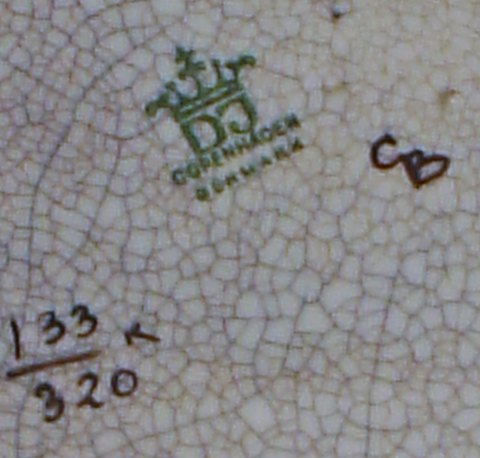 DJ
COPENHAGEN
DENMARK
CB
133 K
320